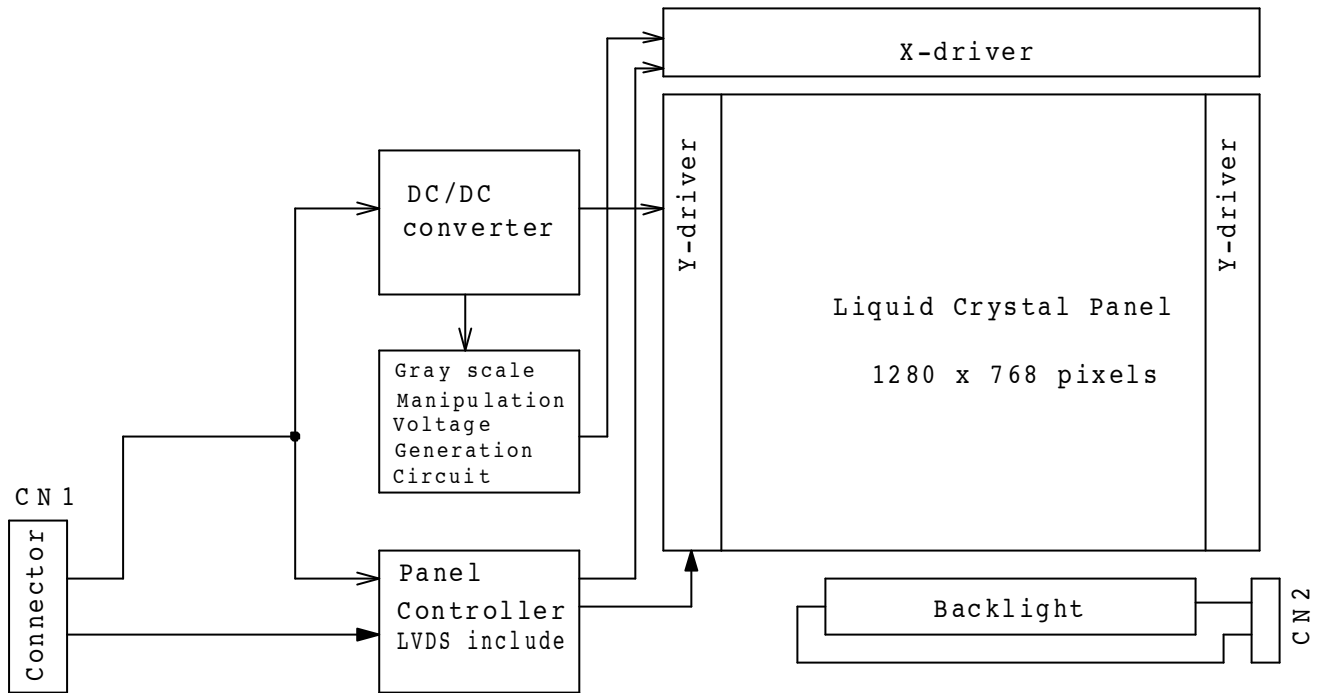 X-driver
Y-driver
Y-driver
DC/DC
converter
Liquid Crystal Panel
1280 x 768 pixels
Gray scale
Manipulation
Voltage
Generation
Circuit
CN1
Connector
Panel
Controller
LVDS include
Backlight
CN2